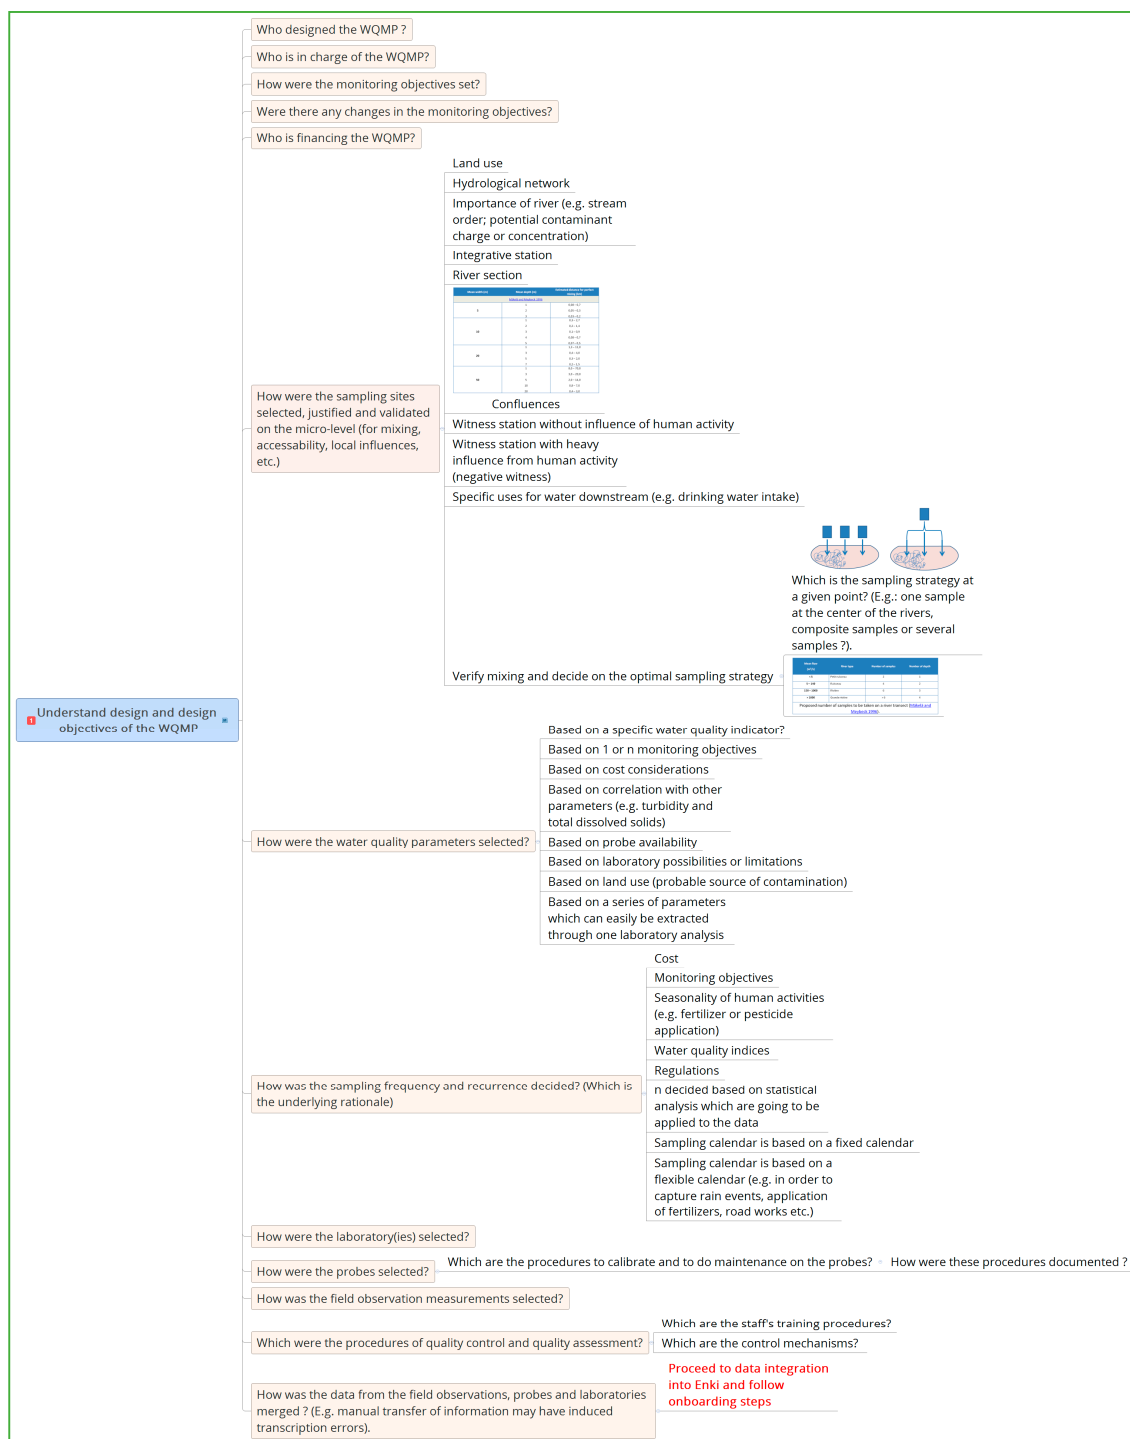 Who designed the WQMP ?
Who is in charge of the WQMP?
How were the monitoring objectives set?
Were there any changes in the monitoring objectives?
Who is financing the WQMP?
Land use
Hydrological network
Importance of river (e.g. stream
order; potential contaminant
charge or concentration)
Integrative station
River section
How were the sampling sites
selected, justified and validated
on the micro-level (for mixing,
accessability, local influences,
etc.)
Confluences
Witness station without influence of human activity
Witness station with heavy
influence from human activity
(negative witness)
Specific uses for water downstream (e.g. drinking water intake)
Which is the sampling strategy at
a given point? (E.g.: one sample
at the center of the rivers,
composite samples or several
samples ?).
Verify mixing and decide on the optimal sampling strategy
Proposed number of samples to be taken on a river transect
1
Understand design and design
objectives of the WQMP
Based on a specific water quality indicator?
Based on 1 or n monitoring objectives
Based on cost considerations
Based on correlation with other
parameters (e.g. turbidity and
total dissolved solids)
How were the water quality parameters selected?
Based on probe availability
Based on laboratory possibilities or limitations
Based on land use (probable source of contamination)
Based on a series of parameters
which can easily be extracted
through one laboratory analysis
Cost
Monitoring objectives
Seasonality of human activities
(e.g. fertilizer or pesticide
application)
Water quality indices
Regulations
How was the sampling frequency and recurrence decided? (Which is
the underlying rationale)
n decided based on statistical
analysis which are going to be
applied to the data
Sampling calendar is based on a fixed calendar
Sampling calendar is based on a
flexible calendar (e.g. in order to
capture rain events, application
of fertilizers, road works etc.)
How were the laboratory(ies) selected?
How were the probes selected?
Which are the procedures to calibrate and to do maintenance on the probes?
How were these procedures documented ?
How was the field observation measurements selected?
Which were the procedures of quality control and quality assessment?
Which are the staff's training procedures?
Which are the control mechanisms?
How was the data from the field observations, probes and laboratories
merged ? (E.g. manual transfer of information may have induced
transcription errors).
Proceed to data integration
into Enki and follow
onboarding steps